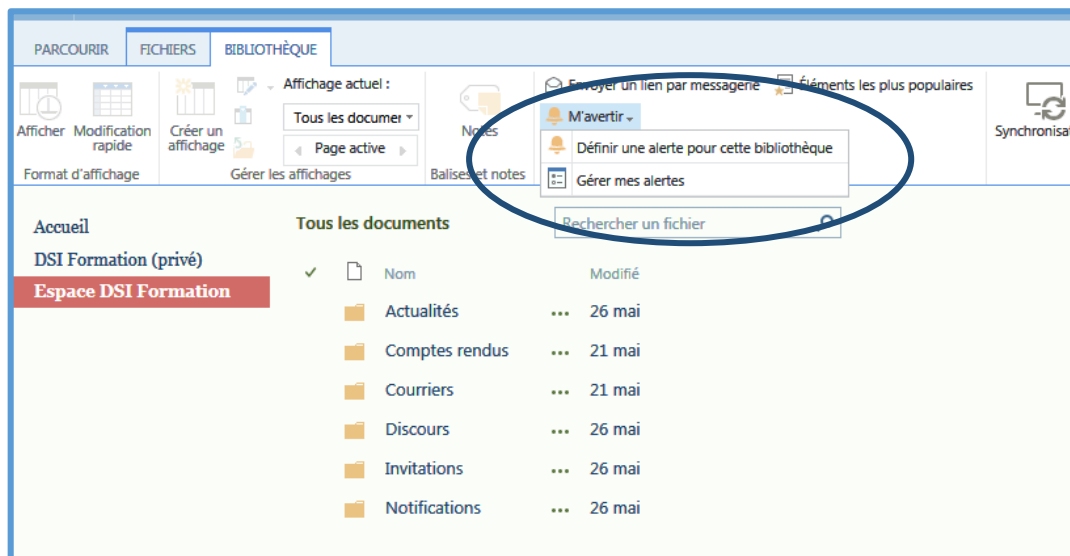 PARCOURIR FICHIERS BIBLIOTHÈQUE
Affichage actuel :
Envoyer un lien par messagerie Éléments les plus populaires
Tous les documer M'avertir
Afficher Modification rapide Créer un affichage Notes Synchronisat
Définir une alerte pour cette bibliothèque
Page active
Gérer mes alertes
Format d'affichage Gérer les affichages Balises et notes
Accueil
DSI Formation (privé)
Espace DSI Formation
Tous les documents Rechercher un fichier
Nom Modifié
Actualités ... 26 mai
Comptes rendus ... 21 mai
Courriers ... 21 mai
Discours ... 26 mai
Invitations ... 26 mai
Notifications ... 26 mai